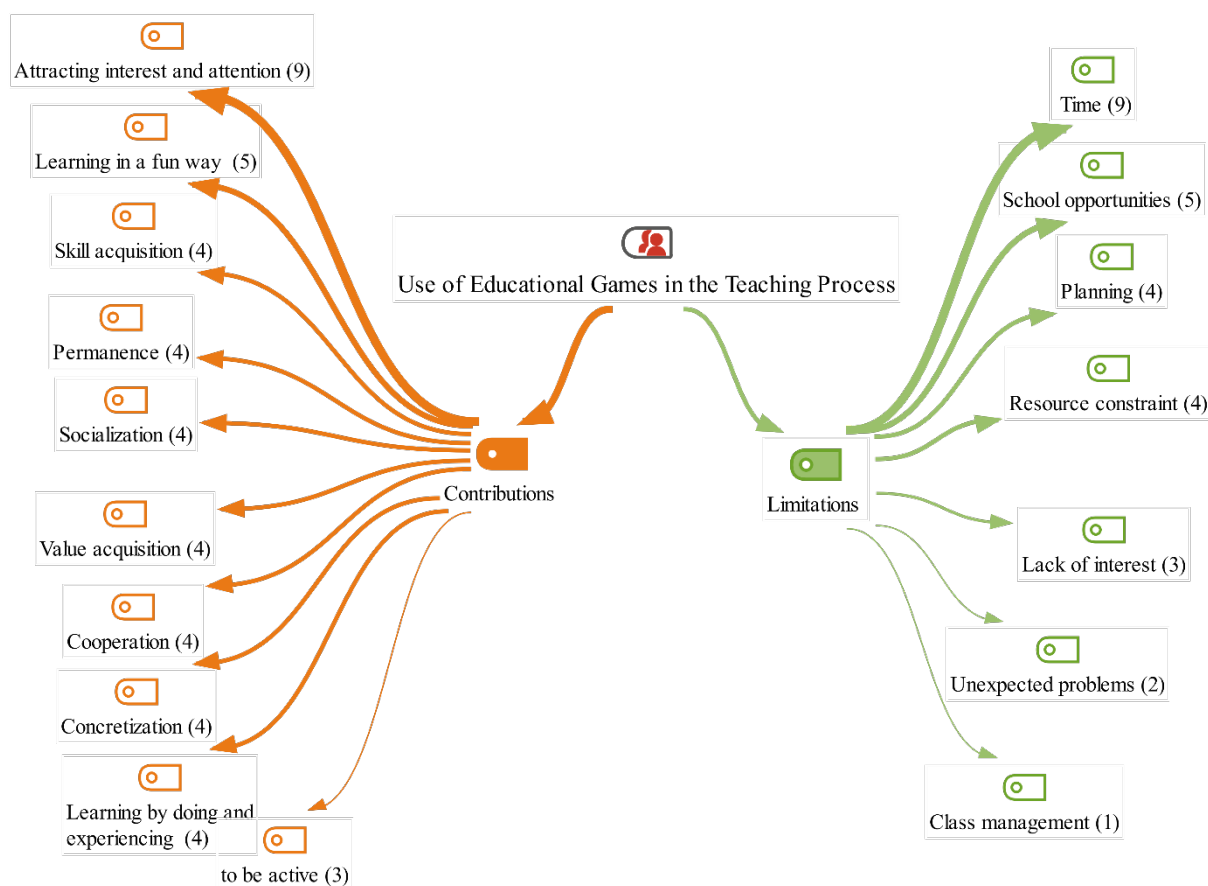 Use of Educational Games in the Teaching Process
Contributions
Attracting interest and attention (9)
Learning in a fun way (5)
Skill acquisition (4)
Permanence (4)
Socialization (4)
Value acquisition (4)
Cooperation (4)
Concretization (4)
Learning by doing and
experiencing (4)
to be active (3)
Limitations
Time (9)
School opportunities (5)
Planning (4)
Resource constraint (4)
Lack of interest (3)
Unexpected problems (2)
Class management (1)